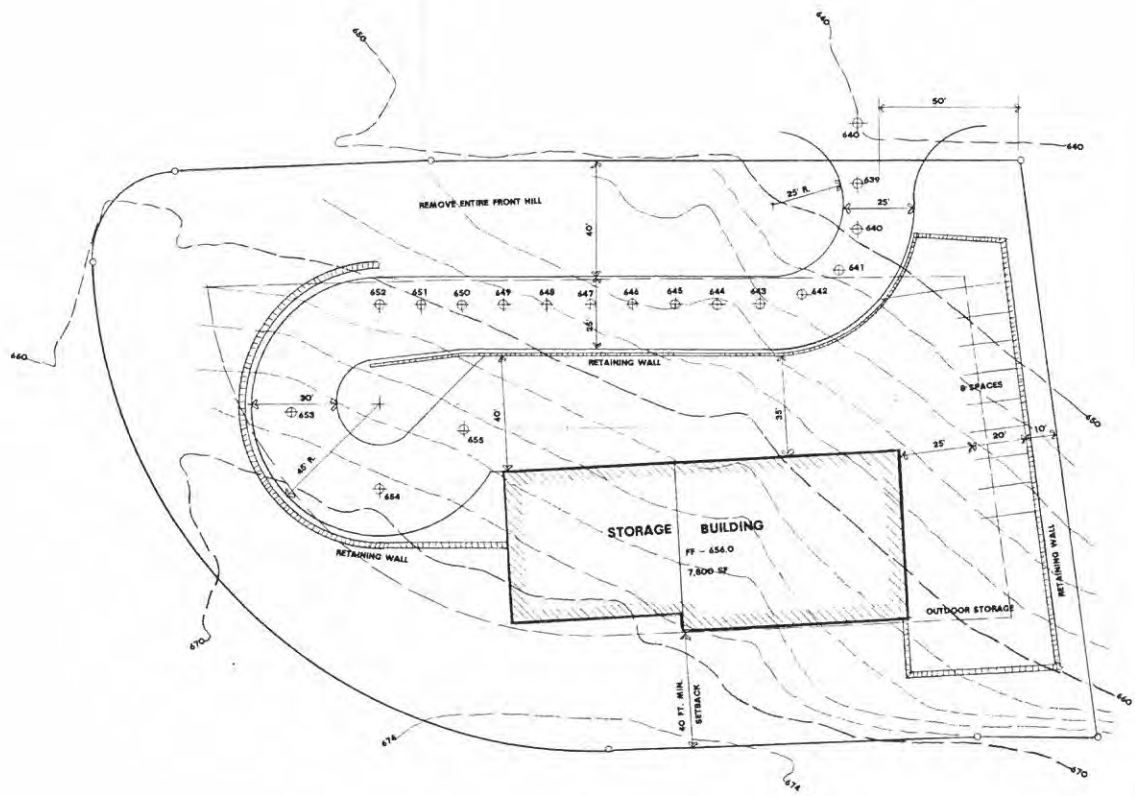 640
650
50'
640
640
639
25' R.
REMOVE ENTIRE FRONT HILL
25'
640
40'
641
652
651
650
649
648
647
646
645
644
643
642
25'
660
RETAINING WALL
8 SPACES
30'
653
40'
35'
650
655
25'
20'
10'
45' R.
654
STORAGE BUILDING
FF - 656.0
7,800 SF
RETAINING WALL
RETAINING WALL
OUTDOOR STORAGE
670
40 FT. MIN.
SETBACK
660
674
670
674